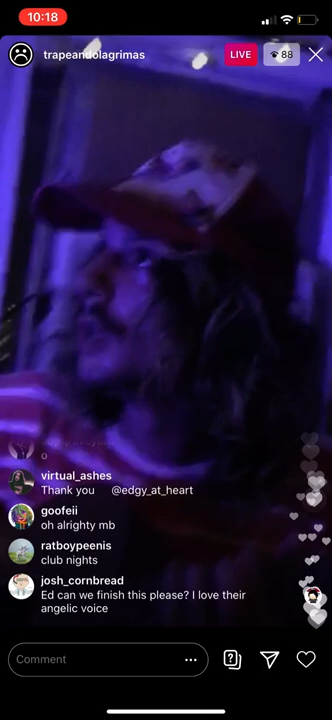 10:18
trapeandolagrimas
LIVE
88
o
virtual_ashes
Thank you @edgy_at_heart
goofeii
oh alrighty mb
ratboypeenis
club nights
josh_cornbread
Ed can we finish this please? I love their
angelic voice
Comment